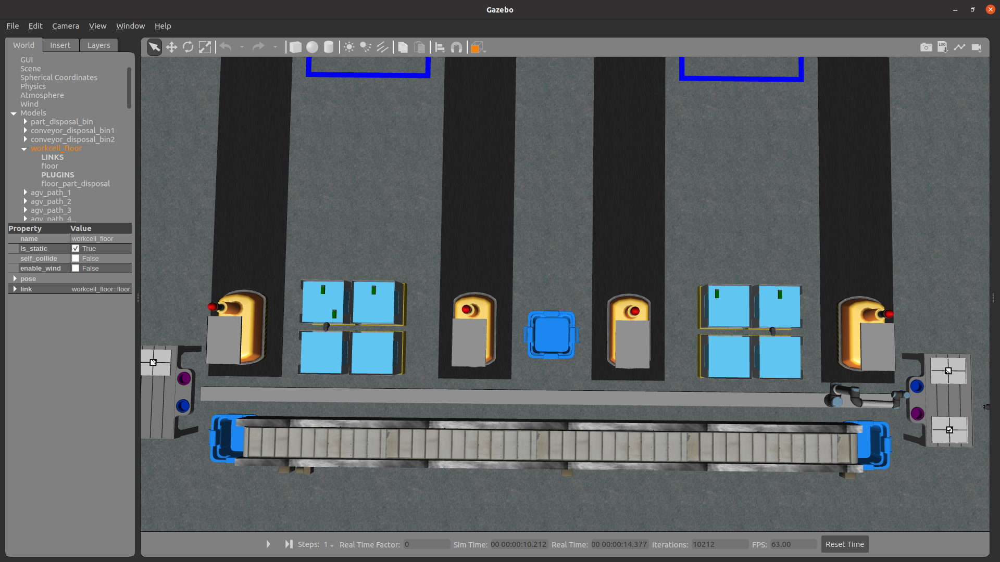 Gazebo
File Edit Camera View Window Help
World Insert Layers
LOG
GUI
Scene
Spherical Coordinates
Physics
Atmosphere
Wind
Models
part_disposal_bin
conveyor_disposal_bin1
conveyor_disposal_bin2
workcell_floor
LINKS
floor
PLUGINS
floor_part_disposal
agv_path_1
agv_path_2
agv_path_3
agv_path_4
Property Value
name workcell_floor
is_static True
self_collide False
enable_wind False
pose
link workcell_floor::floor
Steps: 1 Real Time Factor: 0 Sim Time: 00 00:00:10.212 Real Time: 00 00:00:14.377 Iterations: 10212 FPS: 63.00 Reset Time